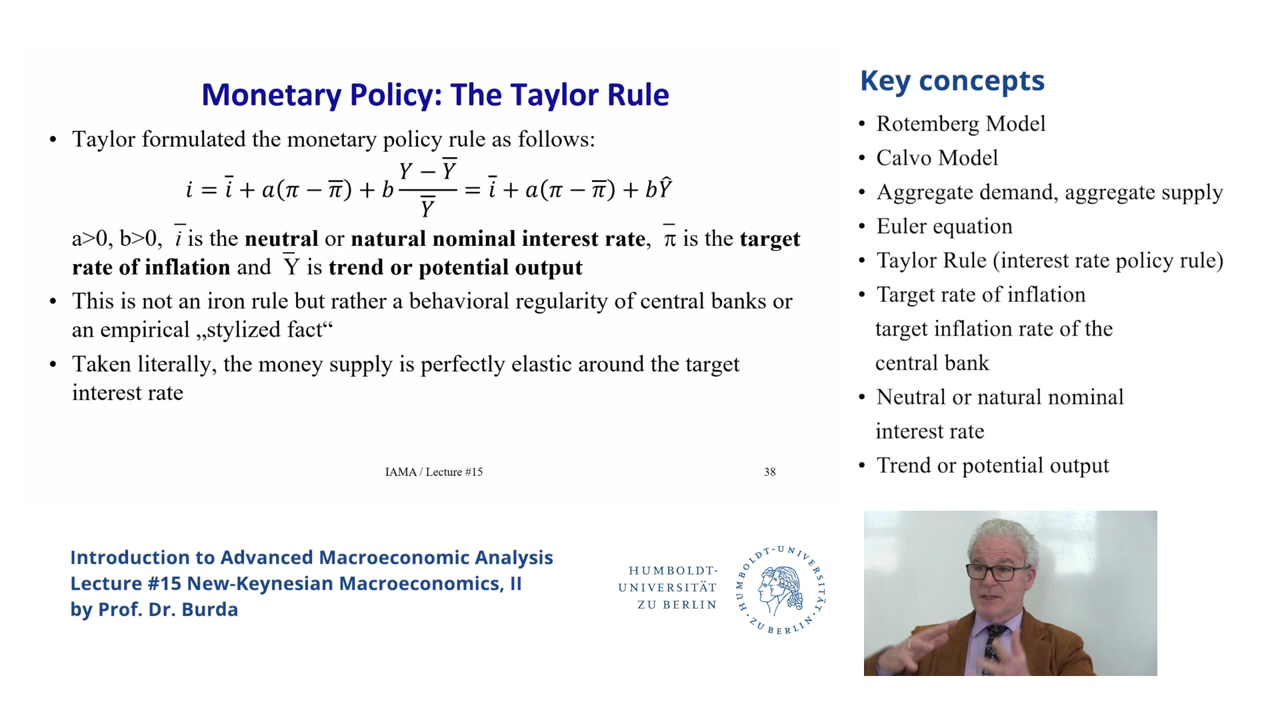 Monetary Policy: The Taylor Rule
• Taylor formulated the monetary policy rule as follows:
i = i̅ + a(π − π̅) + b (Y − Y̅)/Y̅ = i̅ + a(π − π̅) + bŶ
a>0, b>0, i̅ is the neutral or natural nominal interest rate, π̅ is the target
rate of inflation and Y̅ is trend or potential output
• This is not an iron rule but rather a behavioral regularity of central banks or
an empirical „stylized fact“
• Taken literally, the money supply is perfectly elastic around the target
interest rate
IAMA / Lecture #15
38
Key concepts
• Rotemberg Model
• Calvo Model
• Aggregate demand, aggregate supply
• Euler equation
• Taylor Rule (interest rate policy rule)
• Target rate of inflation
target inflation rate of the
central bank
• Neutral or natural nominal
interest rate
• Trend or potential output
Introduction to Advanced Macroeconomic Analysis
Lecture #15 New-Keynesian Macroeconomics, II
by Prof. Dr. Burda
HUMBOLDT-
UNIVERSITÄT
ZU BERLIN
HUMBOLDT-UNIVERSITÄT
ZU BERLIN